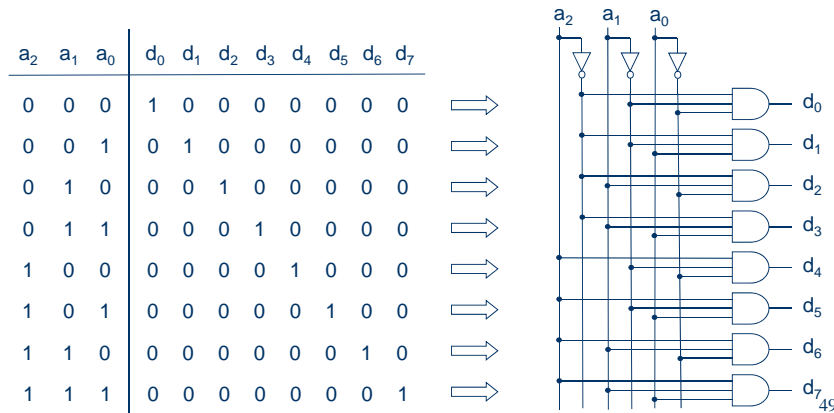 a2 a1 a0 d0 d1 d2 d3 d4 d5 d6 d7
0 0 0 1 0 0 0 0 0 0 0
0 0 1 0 1 0 0 0 0 0 0
0 1 0 0 0 1 0 0 0 0 0
0 1 1 0 0 0 1 0 0 0 0
1 0 0 0 0 0 0 1 0 0 0
1 0 1 0 0 0 0 0 1 0 0
1 1 0 0 0 0 0 0 0 1 0
1 1 1 0 0 0 0 0 0 0 1
a2 a1 a0
d0
d1
d2
d3
d4
d5
d6
d7
49